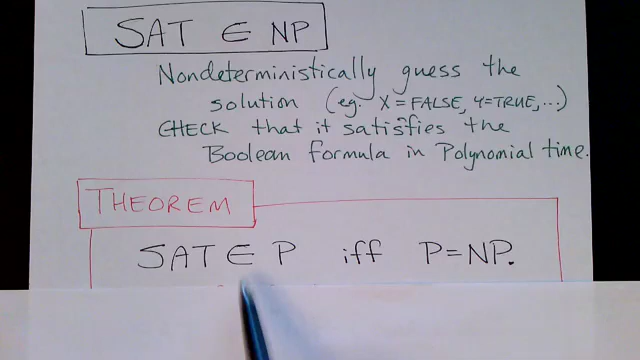 SAT ∈ NP
Nondeterministically guess the
solution (eg. X=FALSE, Y=TRUE,...)
CHECK that it satisfies the
Boolean formula in Polynomial time.
THEOREM
SAT ∈ P iff P=NP.